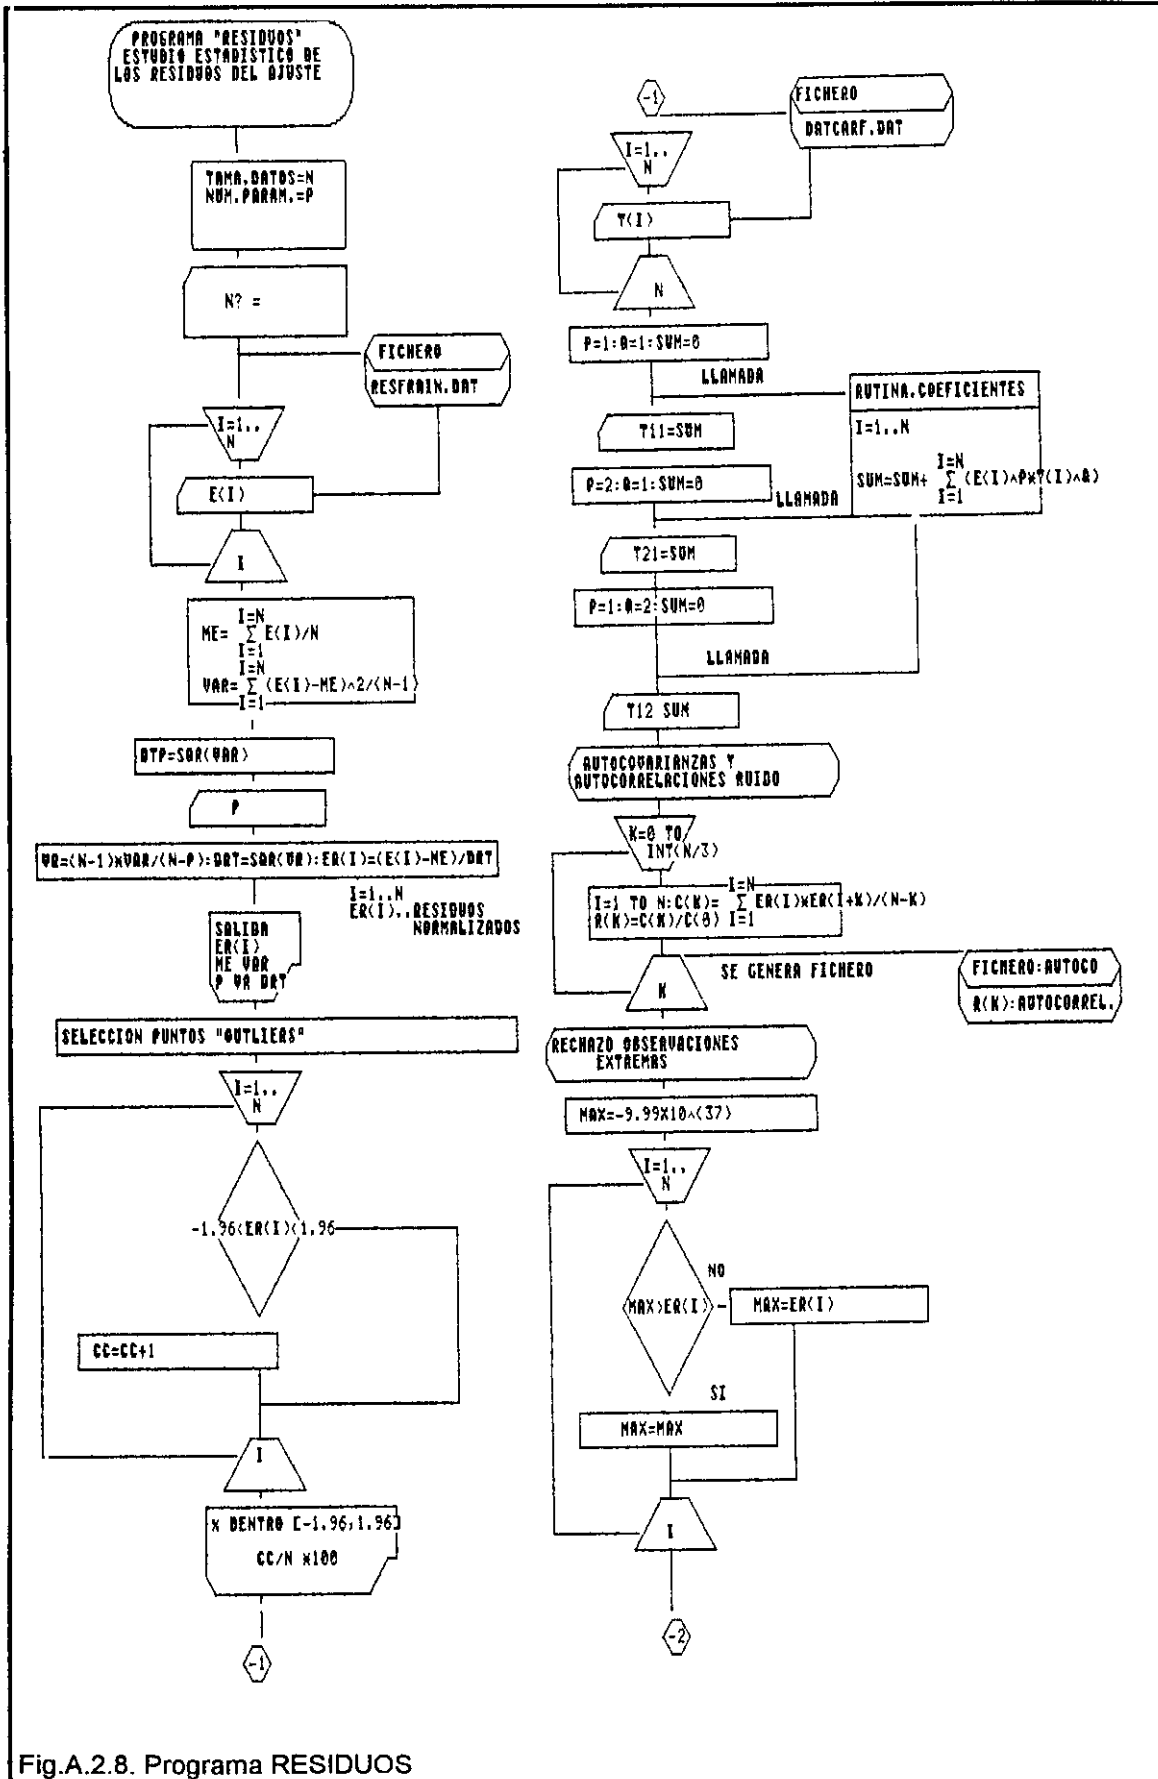 PROGRAMA "RESIDUOS"
ESTUDIO ESTADISTICO DE
LOS RESIDUOS DEL AJUSTE
TAMA.DATOS=N
NUM.PARAM.=P
N? =
FICHERO
RESFRAIN.DAT
I=1..
N
E(I)
I
I=N
ME= ∑ E(I)/N
I=1
I=N
VAR= ∑ (E(I)-ME)^2/(N-1)
I=1
DTP=SQR(VAR)
P
VR=(N-1)*VAR/(N-P):DRT=SQR(VR):ER(I)=(E(I)-ME)/DRT
I=1..N
ER(I)..RESIDUOS
NORMALIZADOS
SALIDA
ER(I)
ME VAR
P VR DRT
SELECCION PUNTOS "OUTLIERS"
I=1..
N
-1.96<ER(I)<1.96
CC=CC+1
I
% DENTRO [-1.96,1.96]
CC/N *100
-1
-1
FICHERO
DATCARF.DAT
I=1..
N
T(I)
N
P=1:Q=1:SUM=0
LLAMADA
RUTINA.COEFICIENTES
I=1..N
I=N
SUM=SUM+ ∑ (E(I)^P*T(I)^Q)
I=1
T11=SUM
P=2:Q=1:SUM=0
LLAMADA
T21=SUM
P=1:Q=2:SUM=0
LLAMADA
T12 SUM
AUTOCOVARIANZAS Y
AUTOCORRELACIONES RUIDO
K=0 TO
INT(N/3)
I=N
I=1 TO N:C(K)= ∑ ER(I)*ER(I+K)/(N-K)
R(K)=C(K)/C(0) I=1
K
SE GENERA FICHERO
FICHERO:AUTOCO
R(K):AUTOCORREL.
RECHAZO OBSERVACIONES
EXTREMAS
MAX=-9.99X10^(37)
I=1..
N
NO
MAX>ER(I)
MAX=ER(I)
SI
MAX=MAX
I
-2
Fig.A.2.8. Programa RESIDUOS